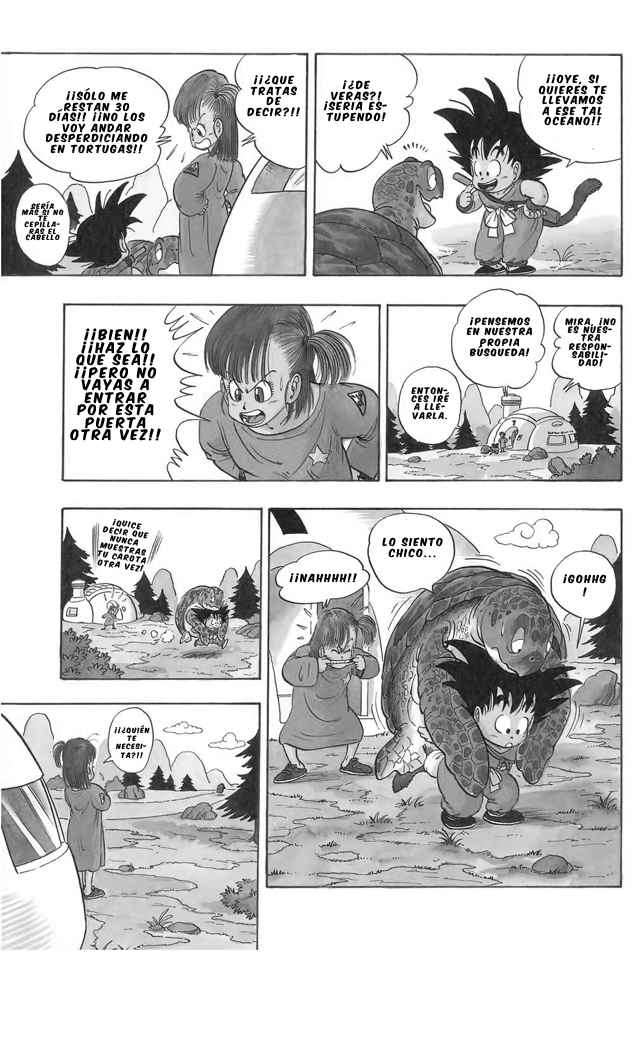 ¡¡OYE, SI
QUIERES TE
LLEVAMOS
A ESE TAL
OCEANO!!
¡¿DE
VERAS?!
¡SERIA ES-
TUPENDO!
¡¡¿QUE
TRATAS
DE
DECIR?!!
¡¡SÓLO ME
RESTAN 30
DÍAS!! ¡¡NO LOS
VOY ANDAR
DESPERDICIANDO
EN TORTUGAS!!
SERÍA
MAS SI NO
TE
CEPILLA-
RAS EL
CABELLO
MIRA, ¡NO
ES NUES-
TRA
RESPON-
SABILI-
DAD!
¡PENSEMOS
EN NUESTRA
PROPIA
BÚSQUEDA!
ENTON-
CES IRÉ
A LLE-
VARLA.
¡¡BIEN!!
¡¡HAZ LO
QUE SEA!!
¡¡PERO NO
VAYAS A
ENTRAR
POR ESTA
PUERTA
OTRA VEZ!!
¡GOHHG
!
LO SIENTO
CHICO...
¡¡NAHHHH!!
¡QUICE
DECIR QUE
NUNCA
MUESTRAS
TU CAROTA
OTRA VEZ!
¡¡¿QUIÉN
TE
NECESI-
TA?!!